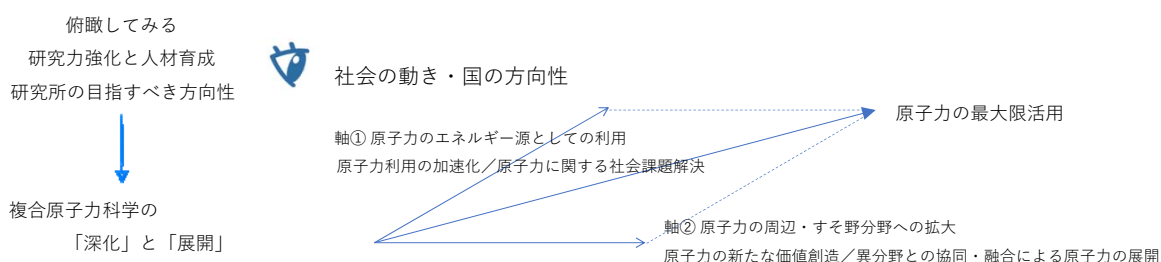 俯瞰してみる
研究力強化と人材育成
研究所の目指すべき方向性
複合原子力科学の
「深化」と「展開」
社会の動き・国の方向性
軸① 原子力のエネルギー源としての利用
原子力利用の加速化／原子力に関する社会課題解決
原子力の最大限活用
軸② 原子力の周辺・すそ野分野への拡大
原子力の新たな価値創造／異分野との協同・融合による原子力の展開